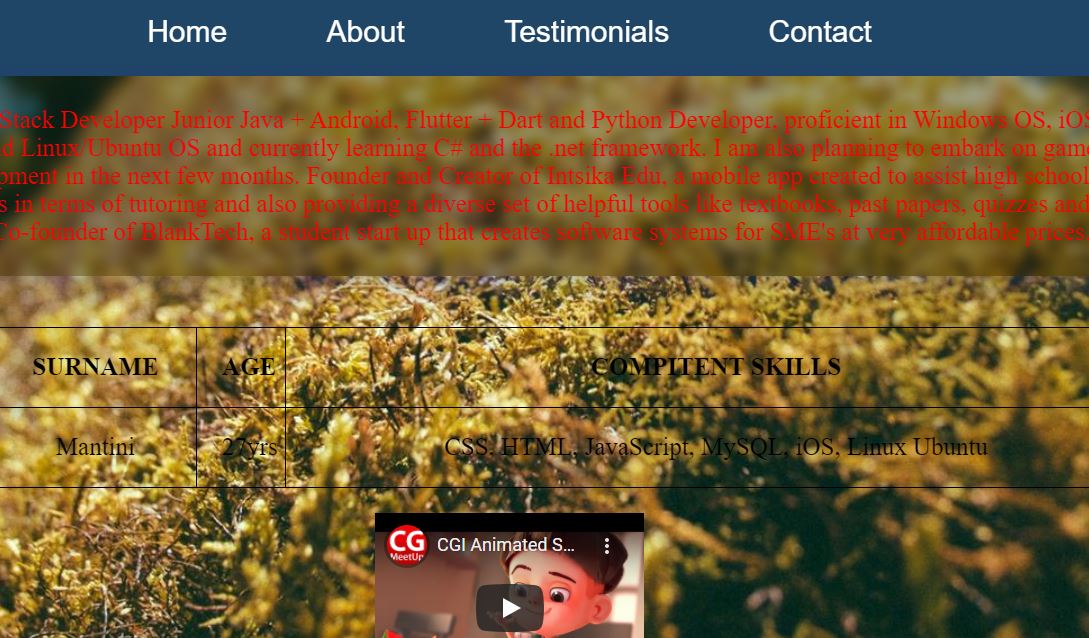 Home About Testimonials Contact
Stack Developer Junior Java + Android, Flutter + Dart and Python Developer, proficient in Windows OS, iOS
d Linux/Ubuntu OS and currently learning C# and the .net framework. I am also planning to embark on game
pment in the next few months. Founder and Creator of Intsika Edu, a mobile app created to assist high school
s in terms of tutoring and also providing a diverse set of helpful tools like textbooks, past papers, quizzes and
Co-founder of BlankTech, a student start up that creates software systems for SME's at very affordable prices.
SURNAME AGE COMPITENT SKILLS
Mantini 27yrs CSS, HTML, JavaScript, MySQL, iOS, Linux Ubuntu
CG MeetUp CGI Animated S...